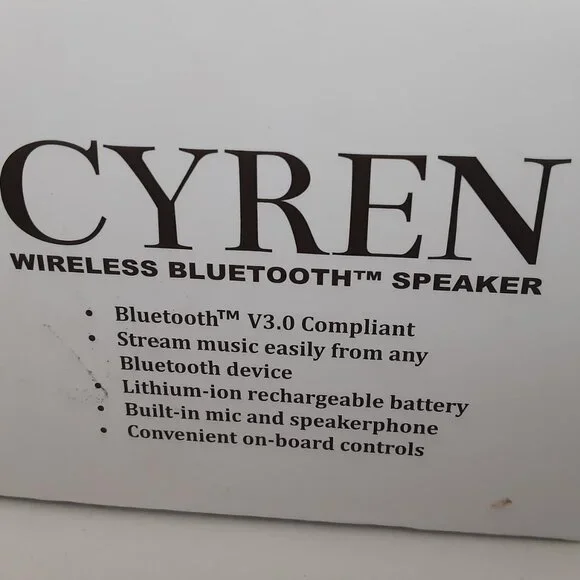 CYREN
WIRELESS BLUETOOTH™ SPEAKER
• Bluetooth™ V3.0 Compliant
• Stream music easily from any
Bluetooth device
• Lithium-ion rechargeable battery
• Built-in mic and speakerphone
• Convenient on-board controls